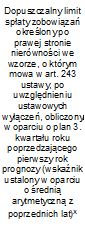 Dopuszczalny limit
spłaty zobowiązań
określony po
prawej stronie
nierówności we
wzorze, o którym
mowa w art. 243
ustawy, po
uwzględnieniu
ustawowych
wyłączeń, obliczony
w oparciu o plan 3.
kwartału roku
poprzedzającego
pierwszy rok
prognozy (wskaźnik
ustalony w oparciu
o średnią
arytmetyczną z
poprzednich lat)x